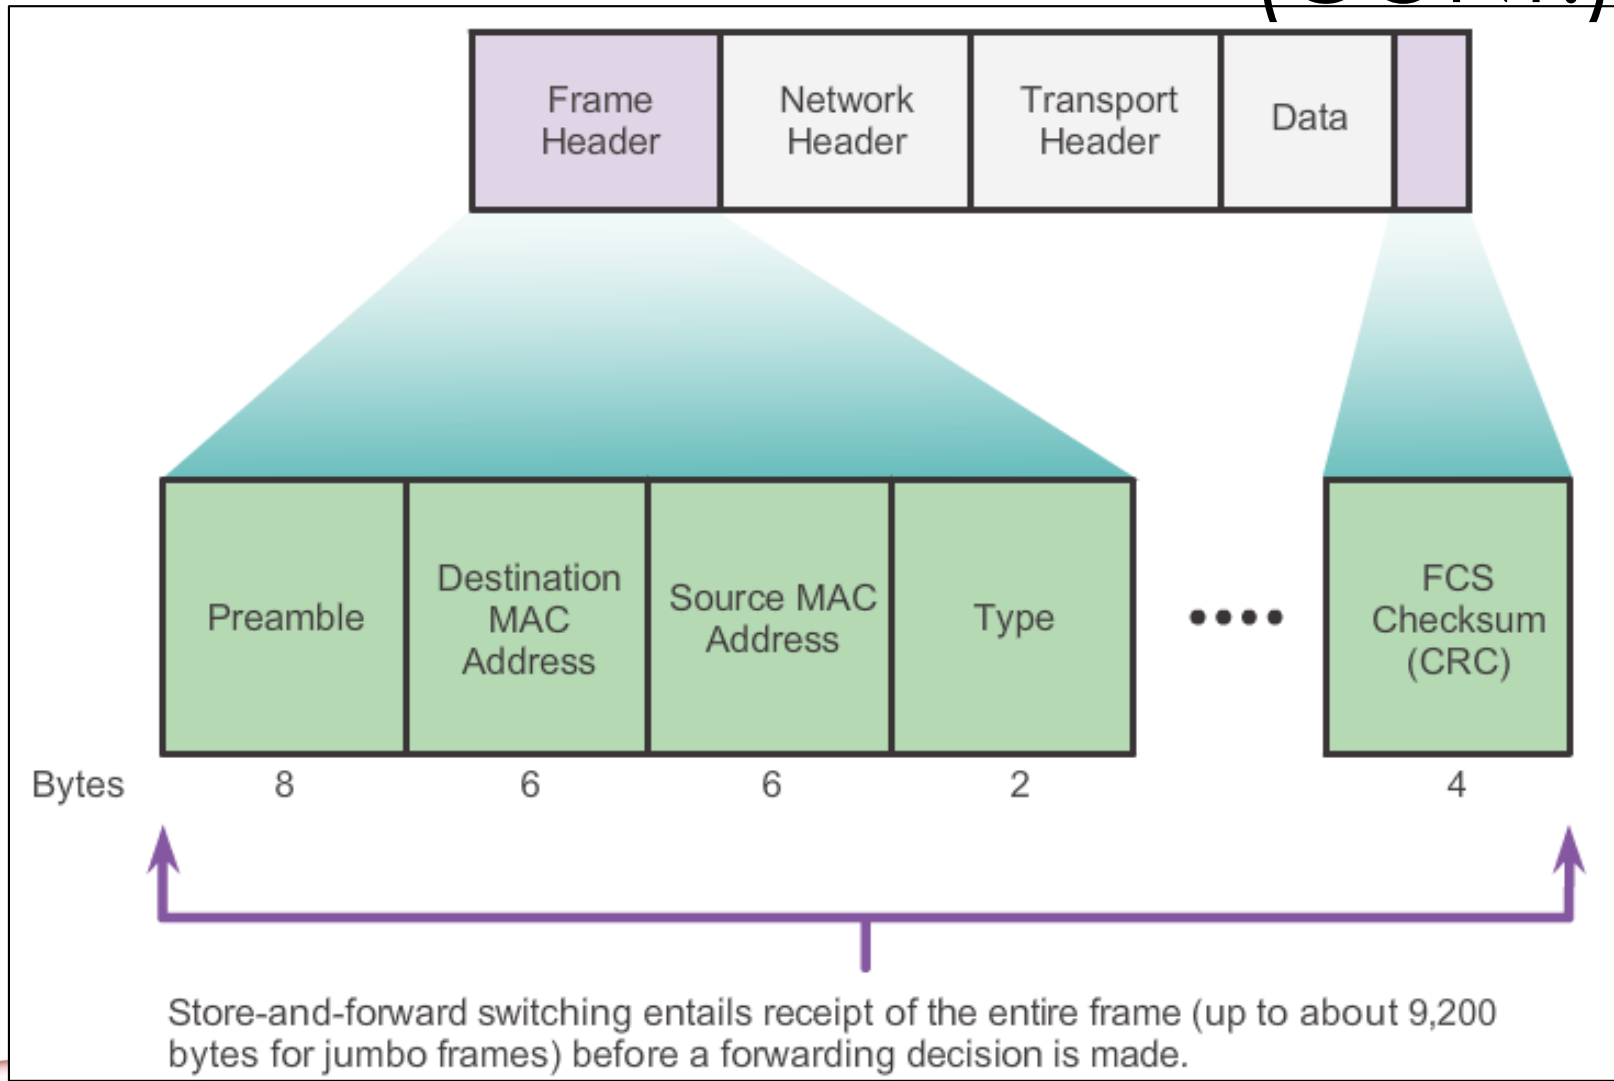 Frame
Header
Network
Header
Transport
Header
Data
Preamble
Destination
MAC
Address
Source MAC
Address
Type
••••
FCS
Checksum
(CRC)
Bytes 8 6 6 2 4
Store-and-forward switching entails receipt of the entire frame (up to about 9,200
bytes for jumbo frames) before a forwarding decision is made.